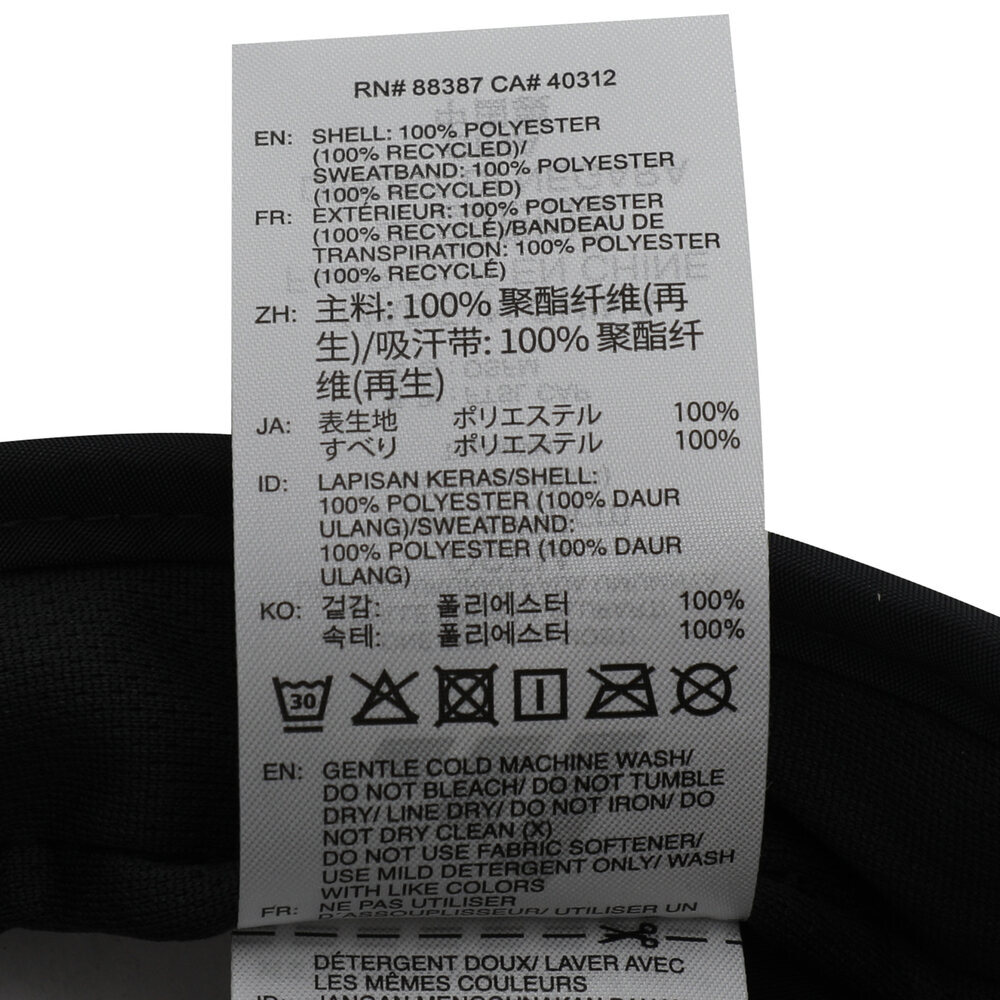 RN# 88387 CA# 40312
EN: SHELL: 100% POLYESTER
(100% RECYCLED)/
SWEATBAND: 100% POLYESTER
(100% RECYCLED)
FR: EXTÉRIEUR: 100% POLYESTER
(100% RECYCLÉ)/BANDEAU DE
TRANSPIRATION: 100% POLYESTER
(100% RECYCLÉ)
ZH: 主料: 100% 聚酯纤维(再
生)/吸汗带: 100% 聚酯纤
维(再生)
JA: 表生地 ポリエステル 100%
すべり ポリエステル 100%
ID: LAPISAN KERAS/SHELL:
100% POLYESTER (100% DAUR
ULANG)/SWEATBAND:
100% POLYESTER (100% DAUR
ULANG)
KO: 겉감: 폴리에스터 100%
속테: 폴리에스터 100%
30
EN: GENTLE COLD MACHINE WASH/
DO NOT BLEACH/ DO NOT TUMBLE
DRY/ LINE DRY/ DO NOT IRON/ DO
NOT DRY CLEAN (X)
DO NOT USE FABRIC SOFTENER/
USE MILD DETERGENT ONLY/ WASH
WITH LIKE COLORS
FR: NE PAS UTILISER
D'ASSOUPLISSEUR/ UTILISER UN
DÉTERGENT DOUX/ LAVER AVEC
LES MÊMES COULEURS